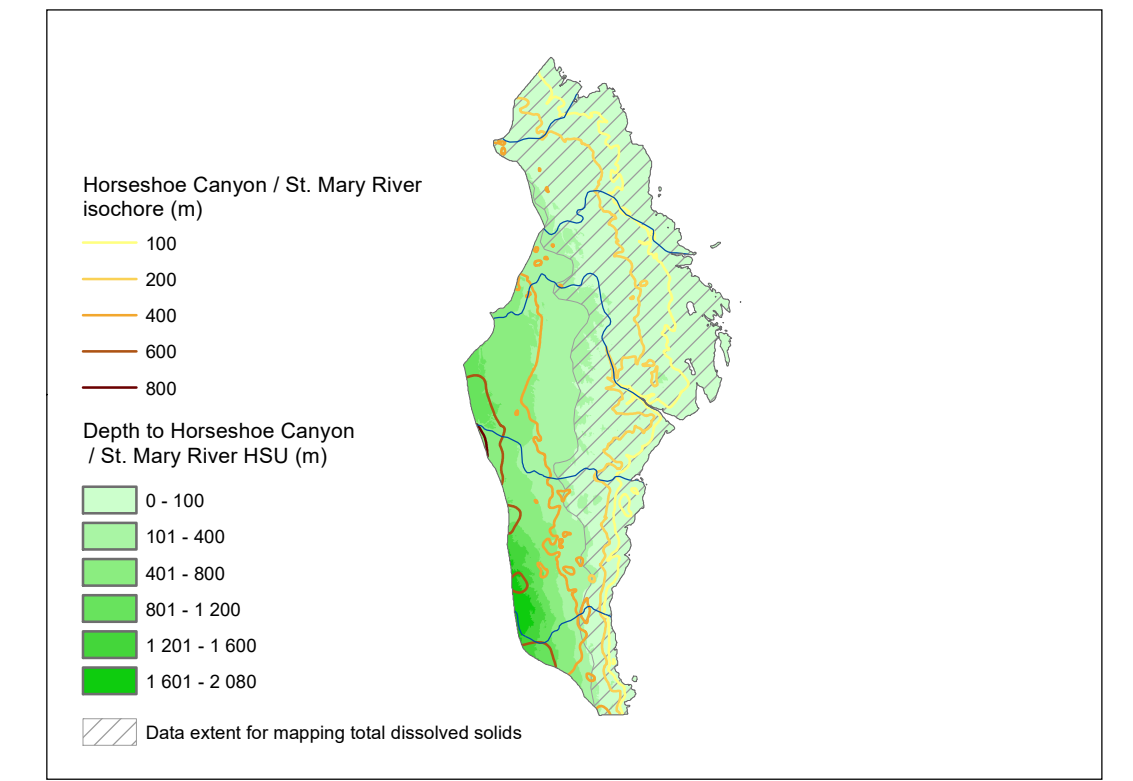 Horseshoe Canyon / St. Mary River
isochore (m)
100
200
400
600
800
Depth to Horseshoe Canyon
/ St. Mary River HSU (m)
0 - 100
101 - 400
401 - 800
801 - 1 200
1 201 - 1 600
1 601 - 2 080
Data extent for mapping total dissolved solids